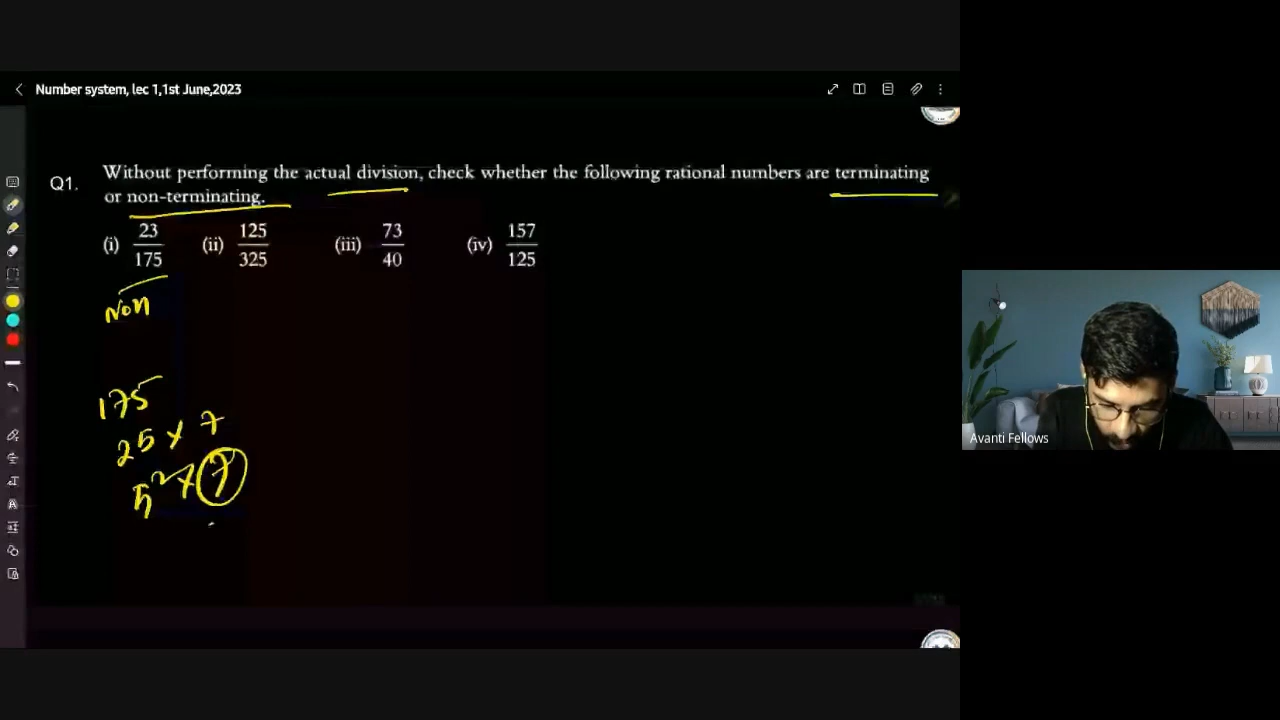 Number system, lec 1,1st June,2023
Q1. Without performing the actual division, check whether the following rational numbers are terminating
or non-terminating.
(i) 23/175 (ii) 125/325 (iii) 73/40 (iv) 157/125
Non
175
25 × 7
5² × 7
Avanti Fellows